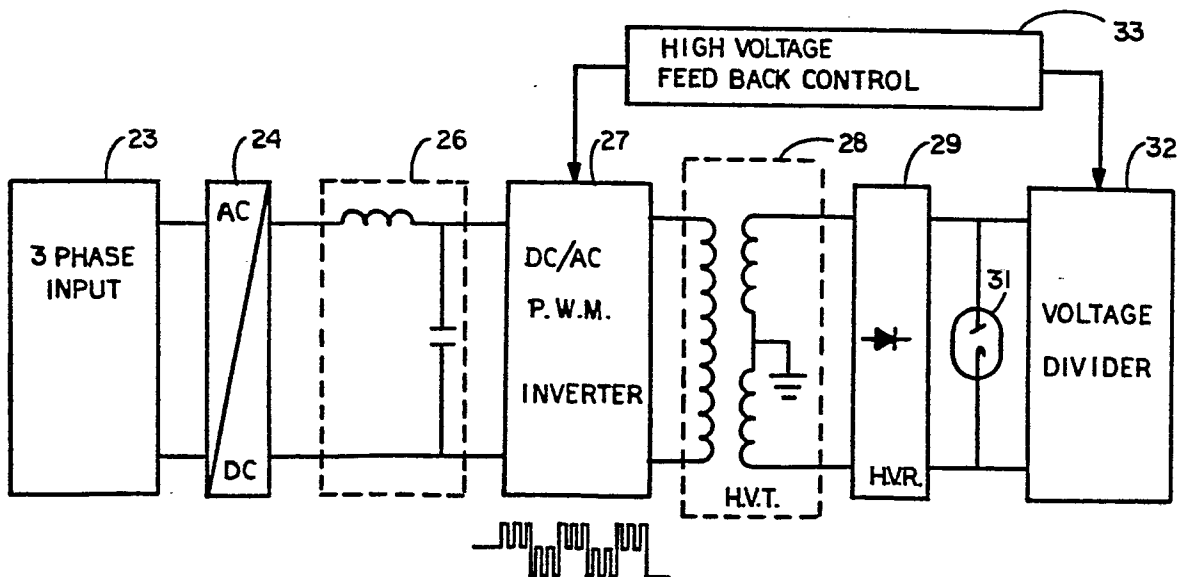 33
HIGH VOLTAGE
FEED BACK CONTROL
23
24
26
27
28
29
32
3 PHASE
INPUT
AC
DC
DC/AC
P.W.M.
INVERTER
H.V.T.
H.V.R.
31
VOLTAGE
DIVIDER